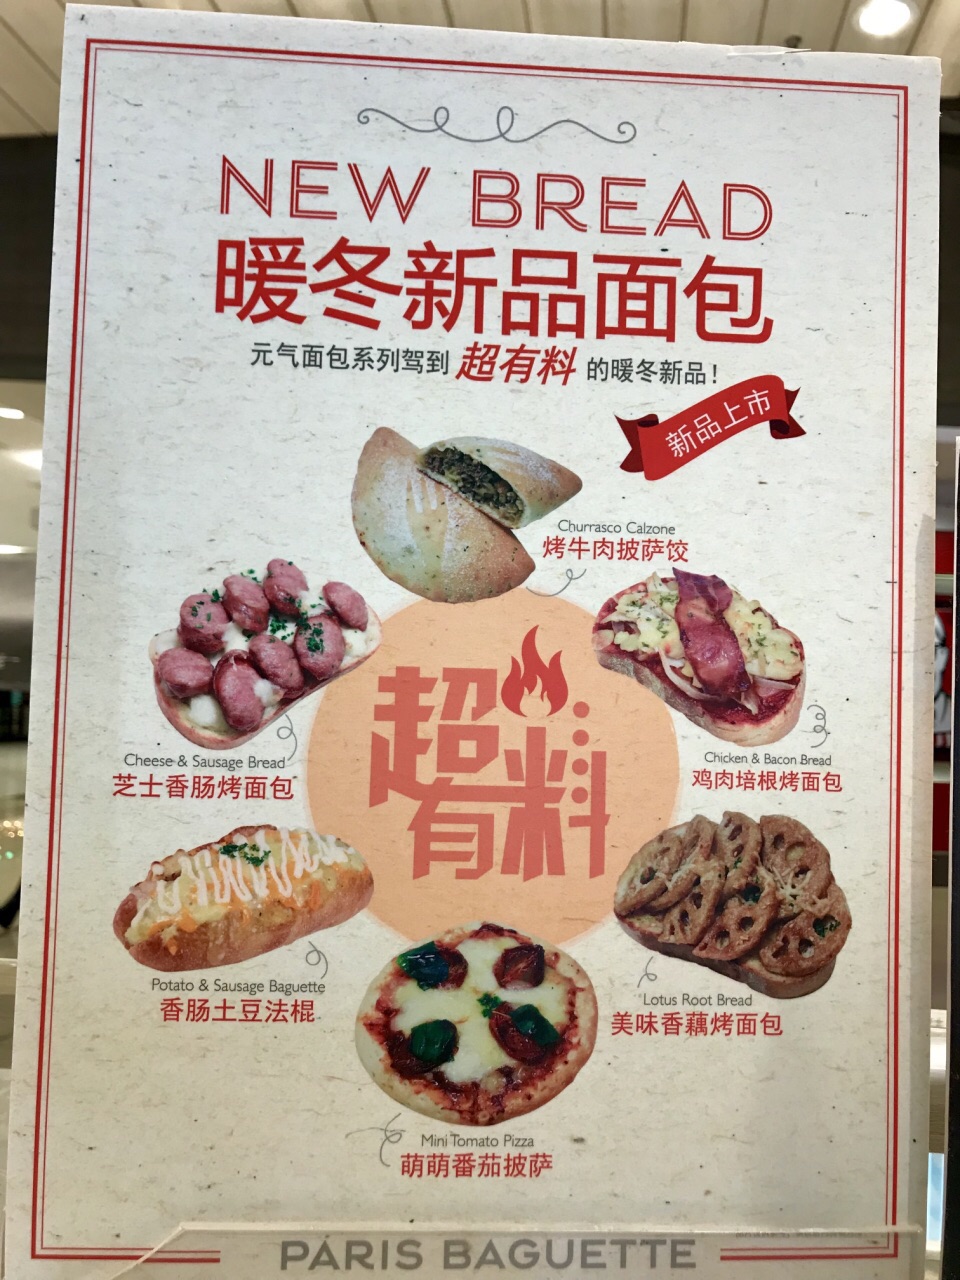 NEW BREAD
暖冬新品面包
元气面包系列驾到 超有料 的暖冬新品！
新品上市
Churrasco Calzone
烤牛肉披萨饺
Cheese & Sausage Bread
芝士香肠烤面包
Chicken & Bacon Bread
鸡肉培根烤面包
超有料
Potato & Sausage Baguette
香肠土豆法棍
Lotus Root Bread
美味香藕烤面包
Mini Tomato Pizza
萌萌番茄披萨
PARIS BAGUETTE